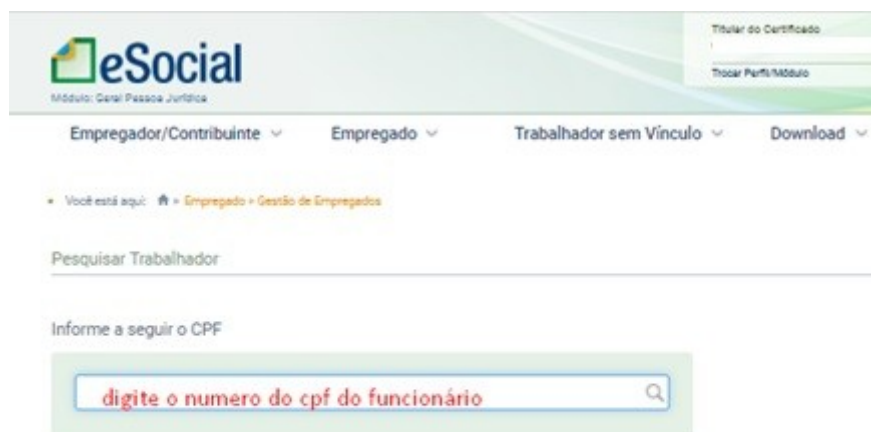 Titular do Certificado
eSocial
Trocar Perfil/Módulo
Módulo: Geral Pessoa Jurídica
Empregador/Contribuinte Empregado Trabalhador sem Vínculo Download
Você está aqui: » Empregado » Gestão de Empregados
Pesquisar Trabalhador
Informe a seguir o CPF
digite o numero do cpf do funcionário